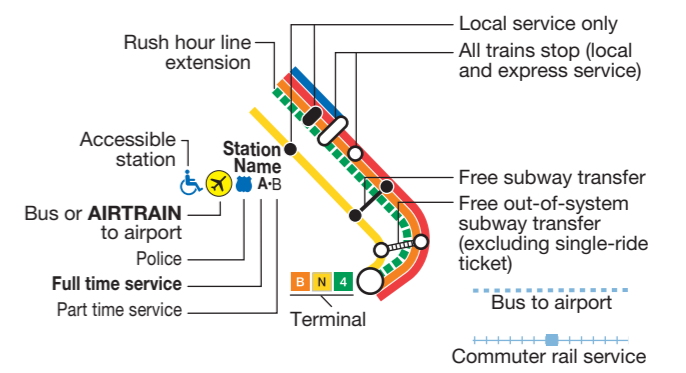 Local service only
Rush hour line
extension
All trains stop (local
and express service)
Accessible
station
Station
Name
A•B
Bus or AIRTRAIN
to airport
Police
Full time service
Part time service
B N 4
Terminal
Free subway transfer
Free out-of-system
subway transfer
(excluding single-ride
ticket)
Bus to airport
Commuter rail service